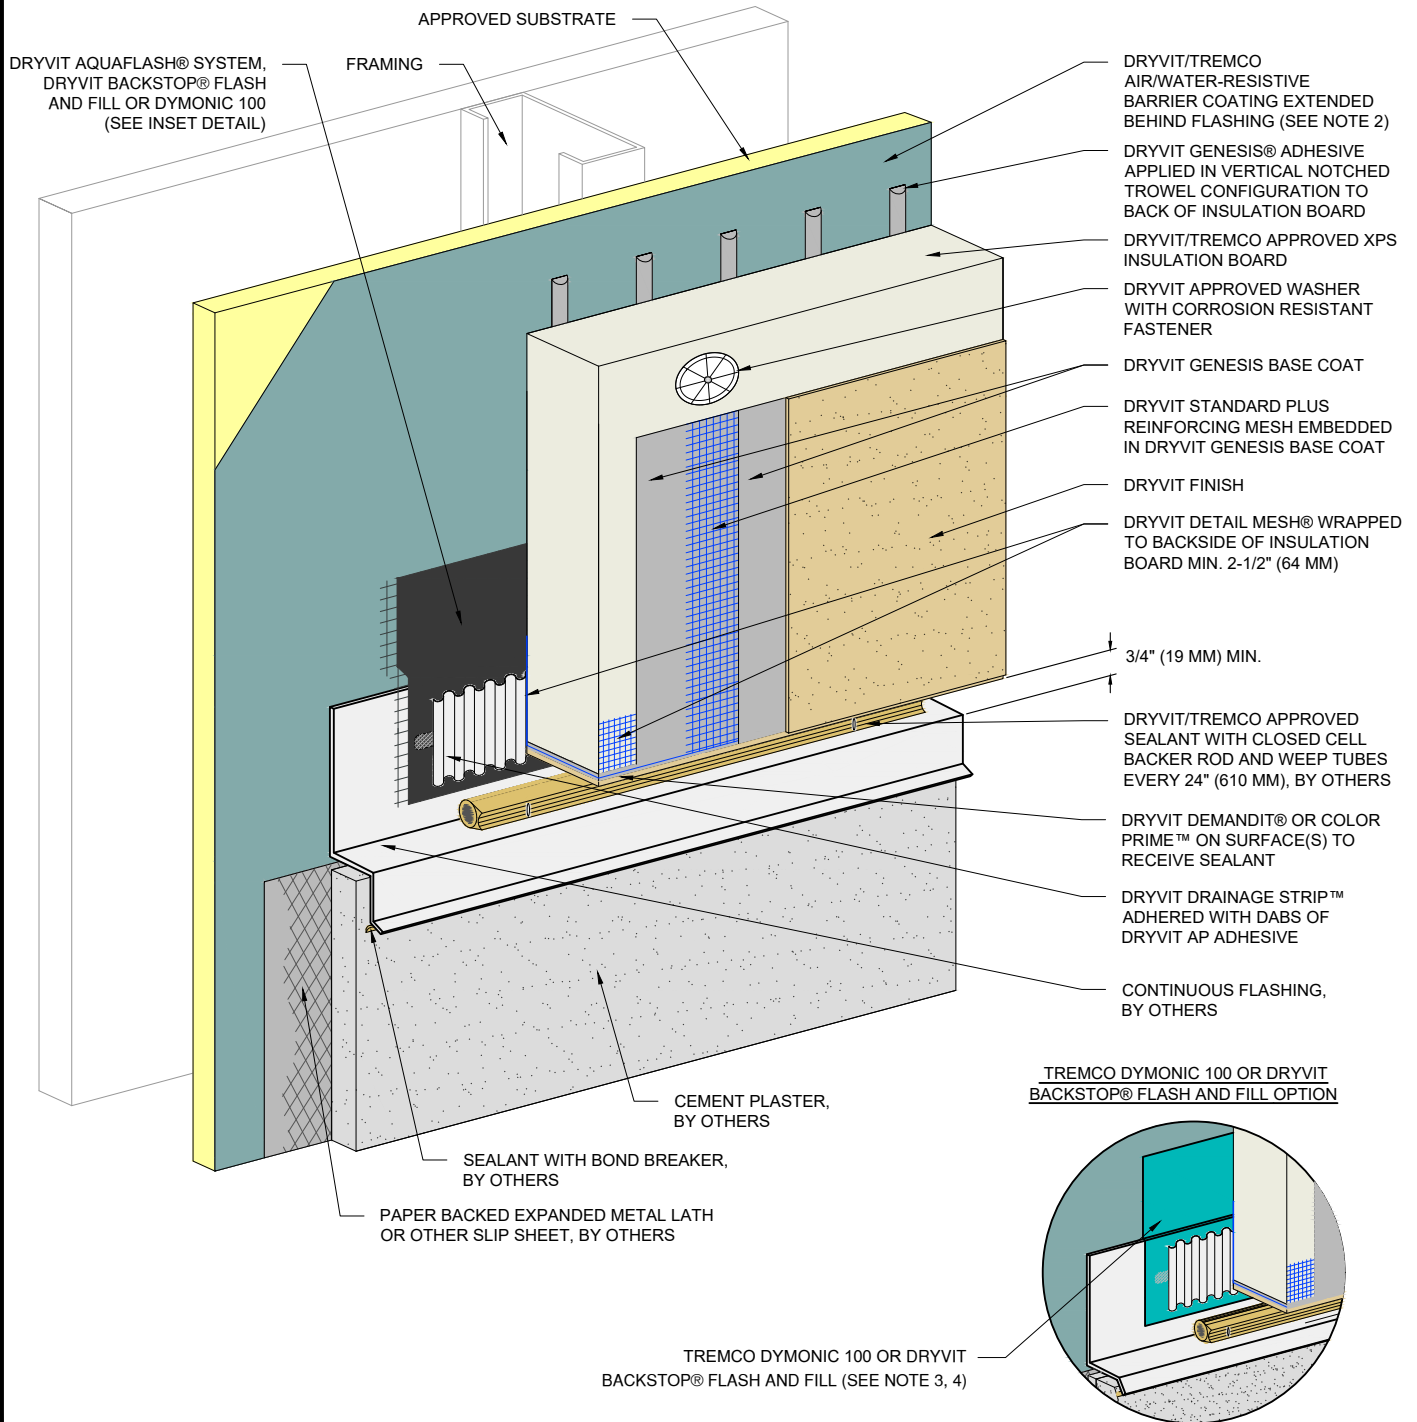 APPROVED SUBSTRATE
DRYVIT AQUAFLASH® SYSTEM,
DRYVIT BACKSTOP® FLASH
AND FILL OR DYMONIC 100
(SEE INSET DETAIL)
FRAMING
DRYVIT/TREMCO
AIR/WATER-RESISTIVE
BARRIER COATING EXTENDED
BEHIND FLASHING (SEE NOTE 2)
DRYVIT GENESIS® ADHESIVE
APPLIED IN VERTICAL NOTCHED
TROWEL CONFIGURATION TO
BACK OF INSULATION BOARD
DRYVIT/TREMCO APPROVED XPS
INSULATION BOARD
DRYVIT APPROVED WASHER
WITH CORROSION RESISTANT
FASTENER
DRYVIT GENESIS BASE COAT
DRYVIT STANDARD PLUS
REINFORCING MESH EMBEDDED
IN DRYVIT GENESIS BASE COAT
DRYVIT FINISH
DRYVIT DETAIL MESH® WRAPPED
TO BACKSIDE OF INSULATION
BOARD MIN. 2-1/2" (64 MM)
3/4" (19 MM) MIN.
DRYVIT/TREMCO APPROVED
SEALANT WITH CLOSED CELL
BACKER ROD AND WEEP TUBES
EVERY 24" (610 MM), BY OTHERS
DRYVIT DEMANDIT® OR COLOR
PRIME™ ON SURFACE(S) TO
RECEIVE SEALANT
DRYVIT DRAINAGE STRIP™
ADHERED WITH DABS OF
DRYVIT AP ADHESIVE
CONTINUOUS FLASHING,
BY OTHERS
CEMENT PLASTER,
BY OTHERS
SEALANT WITH BOND BREAKER,
BY OTHERS
PAPER BACKED EXPANDED METAL LATH
OR OTHER SLIP SHEET, BY OTHERS
TREMCO DYMONIC 100 OR DRYVIT
BACKSTOP® FLASH AND FILL OPTION
TREMCO DYMONIC 100 OR DRYVIT
BACKSTOP® FLASH AND FILL (SEE NOTE 3, 4)